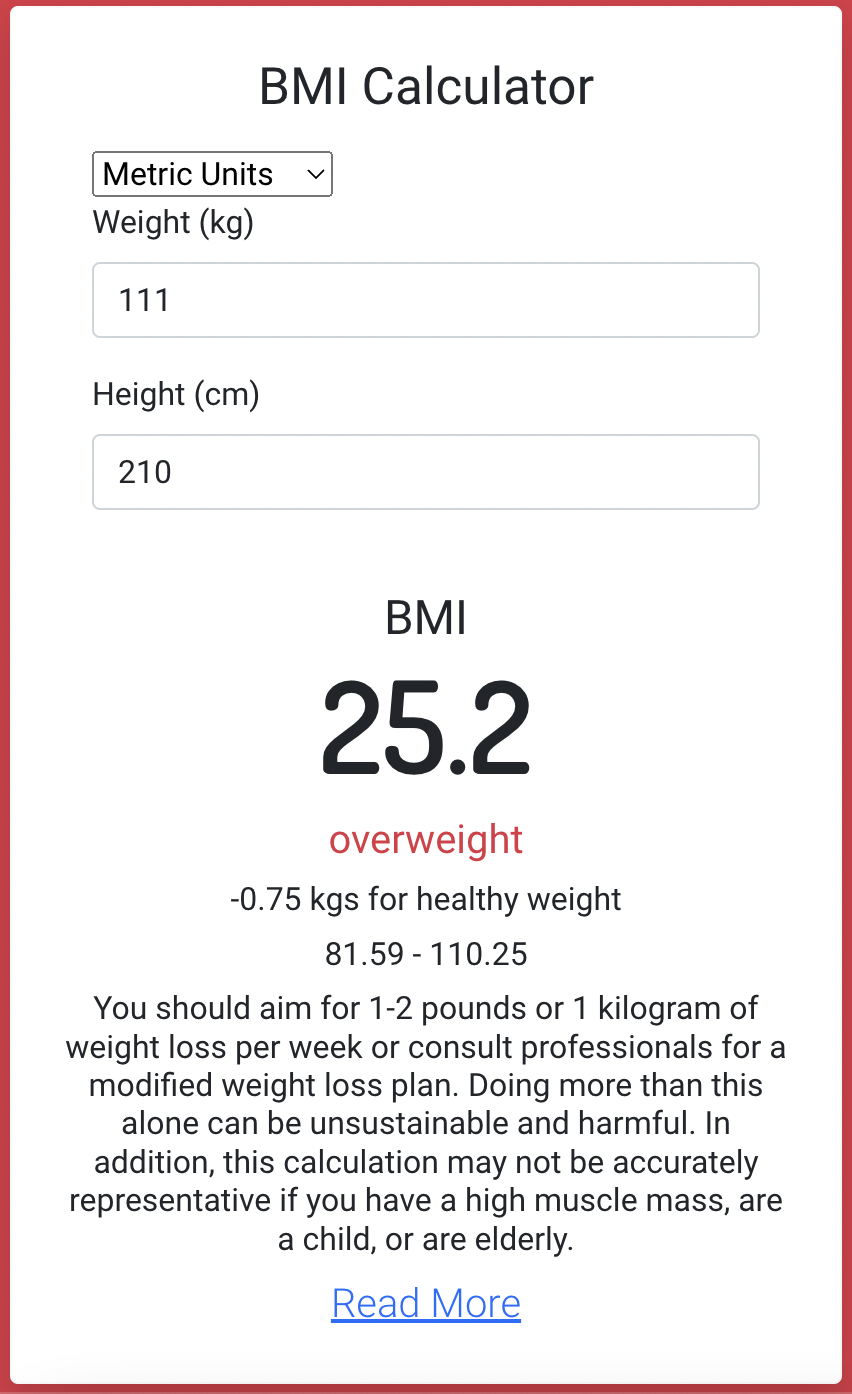 BMI Calculator
Metric Units
Weight (kg)
111
Height (cm)
210
BMI
25.2
overweight
-0.75 kgs for healthy weight
81.59 - 110.25
You should aim for 1-2 pounds or 1 kilogram of
weight loss per week or consult professionals for a
modified weight loss plan. Doing more than this
alone can be unsustainable and harmful. In
addition, this calculation may not be accurately
representative if you have a high muscle mass, are
a child, or are elderly.
Read More